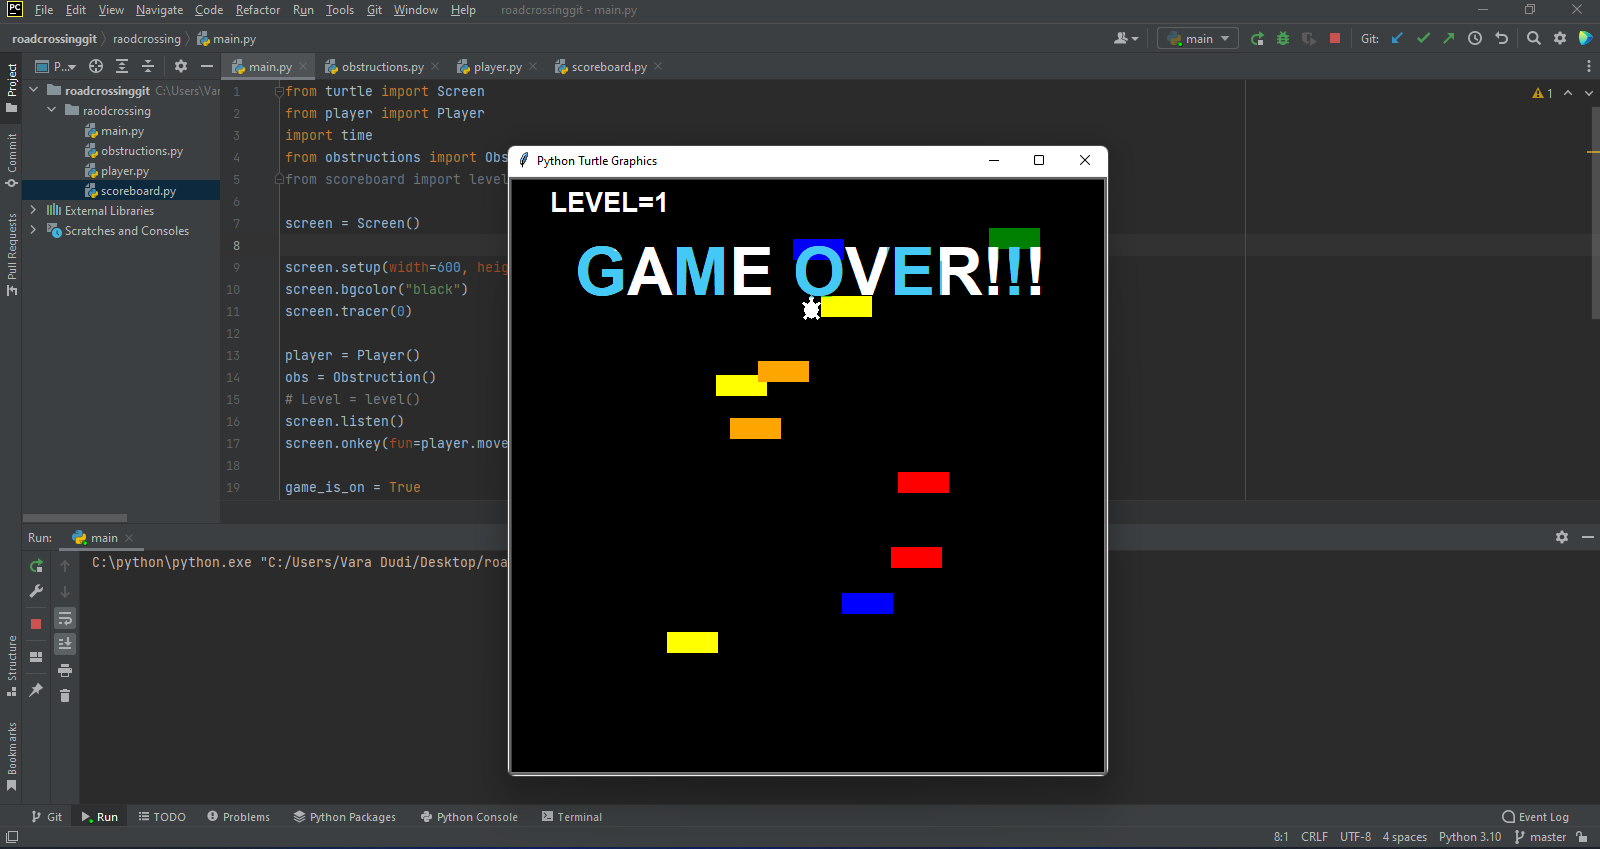 PC File Edit View Navigate Code Refactor Run Tools Git Window Help roadcrossinggit - main.py
roadcrossinggit raodcrossing main.py
main Git:
Project P... main.py obstructions.py player.py scoreboard.py
roadcrossinggit C:\Users\Var
raodcrossing
main.py
obstructions.py
player.py
scoreboard.py
External Libraries
Scratches and Consoles
Commit
Pull Requests
1 from turtle import Screen
2 from player import Player
3 import time
4 from obstructions import Obs
5 from scoreboard import level
6
7 screen = Screen()
8
9 screen.setup(width=600, heig
10 screen.bgcolor("black")
11 screen.tracer(0)
12
13 player = Player()
14 obs = Obstruction()
15 # Level = level()
16 screen.listen()
17 screen.onkey(fun=player.move
18
19 game_is_on = True
1
Python Turtle Graphics
LEVEL=1
GAME OVER!!!
Run: main
C:\python\python.exe "C:/Users/Vara Dudi/Desktop/roa
Structure
Bookmarks
Git Run TODO Problems Python Packages Python Console Terminal Event Log
8:1 CRLF UTF-8 4 spaces Python 3.10 master